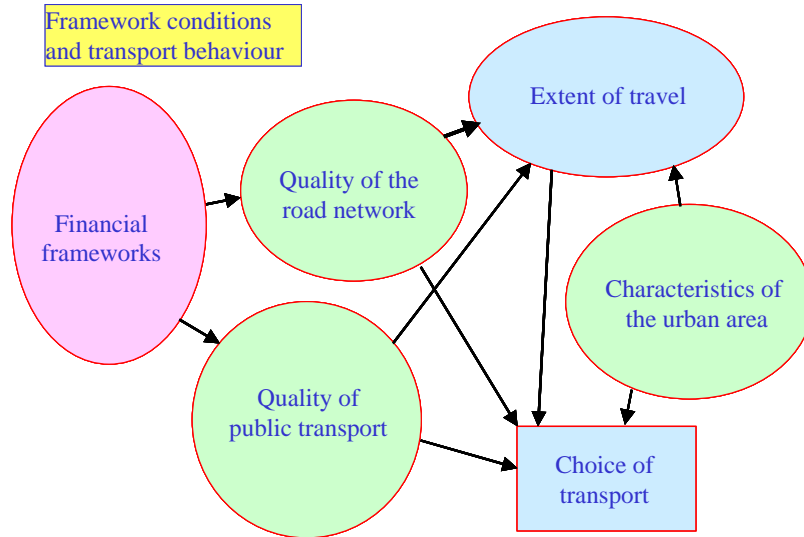 Framework conditions
and transport behaviour
Extent of travel
Quality of the
road network
Financial
frameworks
Characteristics of
the urban area
Quality of
public transport
Choice of
transport